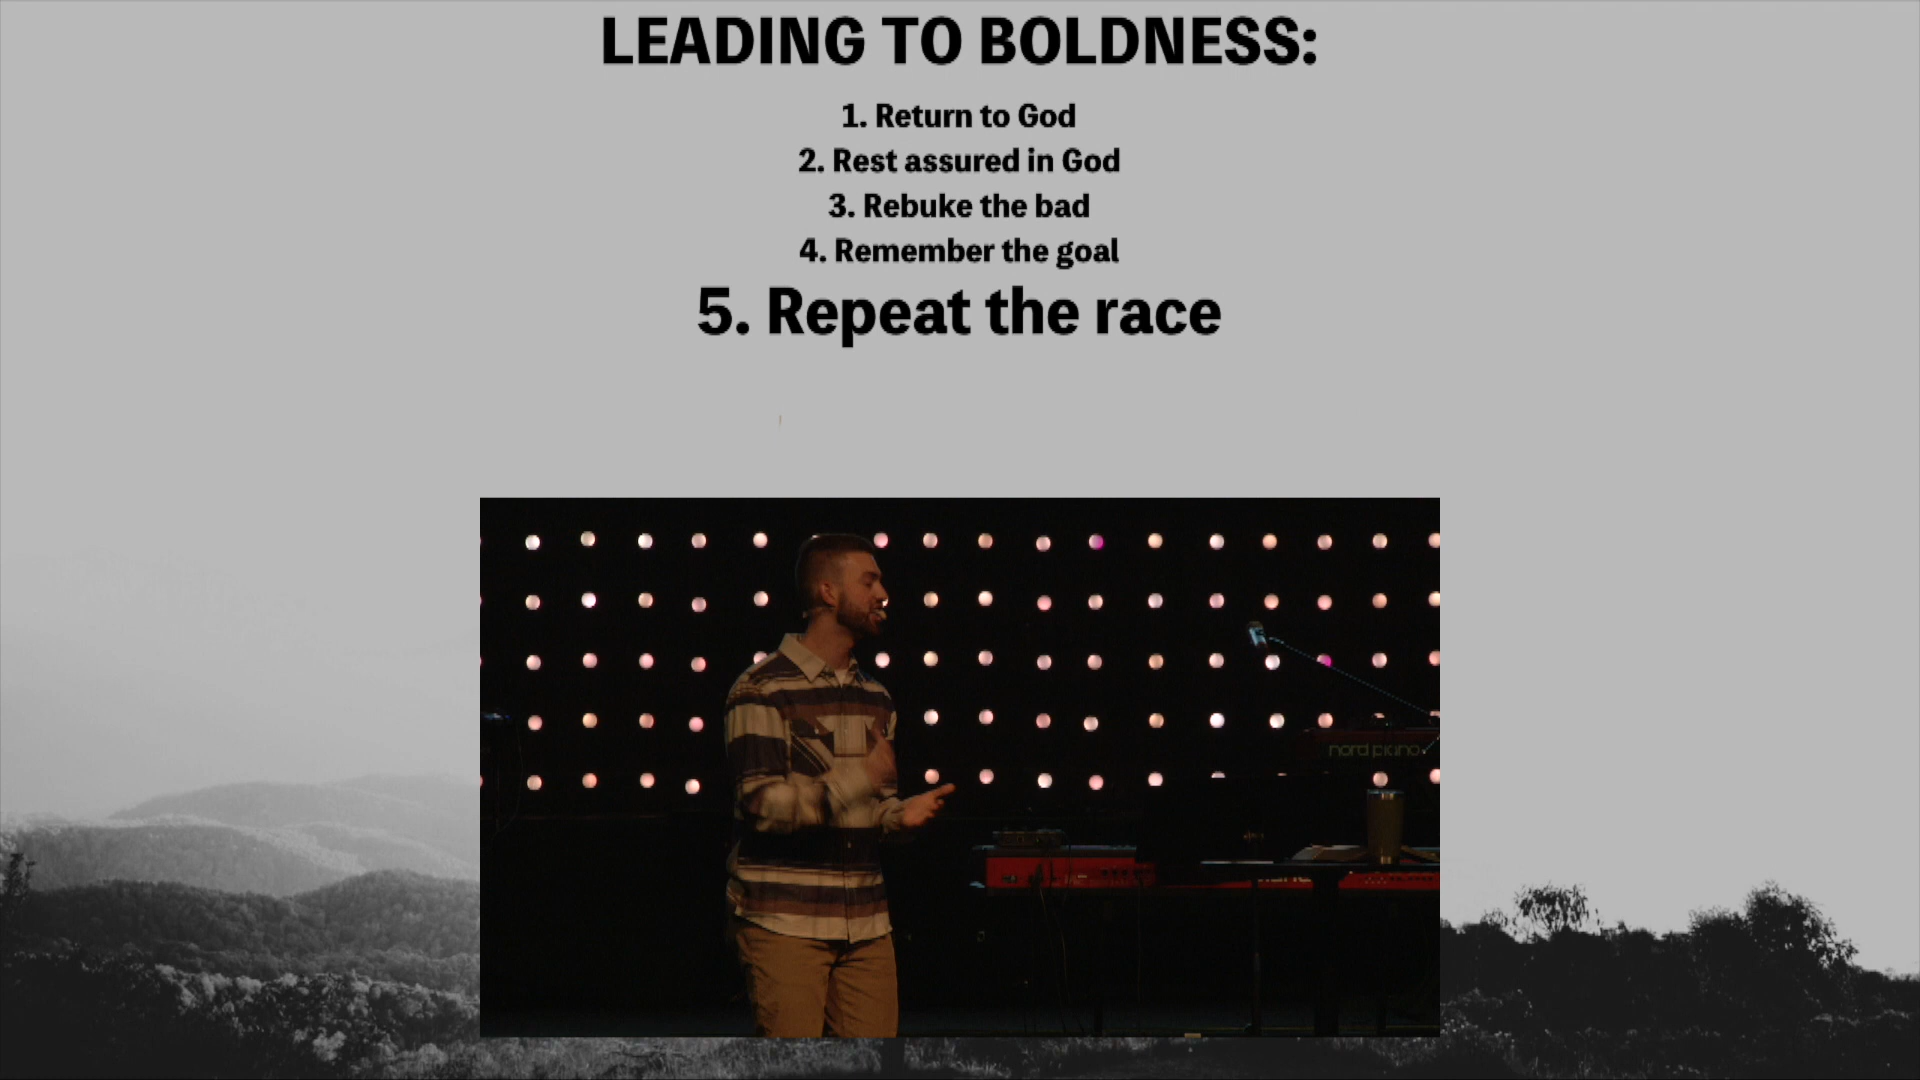 LEADING TO BOLDNESS:
1. Return to God
2. Rest assured in God
3. Rebuke the bad
4. Remember the goal
5. Repeat the race
nord piano